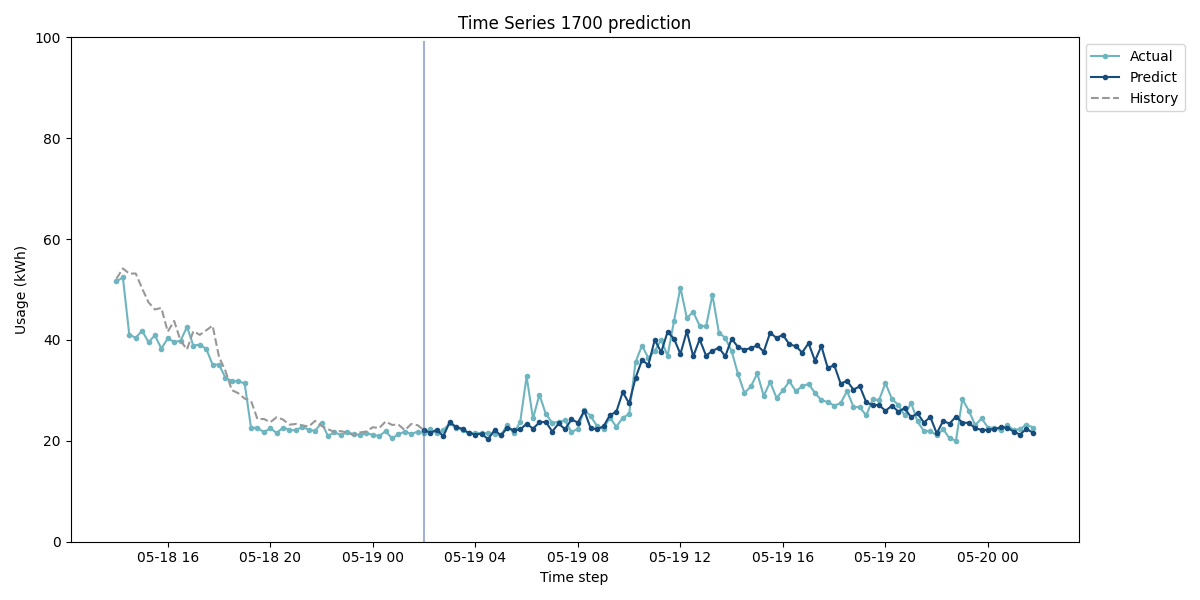 Time Series 1700 prediction
100
80
60
40
20
0
Usage (kWh)
05-18 16
05-18 20
05-19 00
05-19 04
05-19 08
05-19 12
05-19 16
05-19 20
05-20 00
Time step
Actual
Predict
History